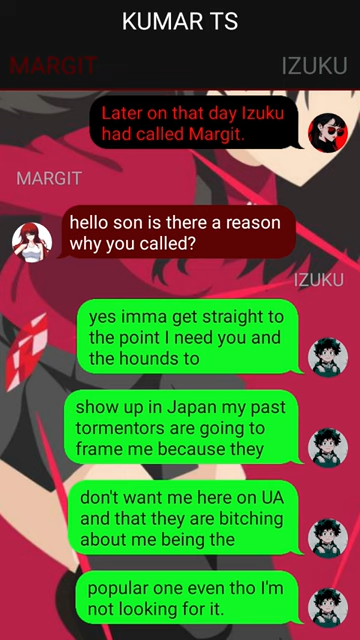 KUMAR TS
MARGIT
IZUKU
Later on that day Izuku
had called Margit.
MARGIT
hello son is there a reason
why you called?
IZUKU
yes imma get straight to
the point I need you and
the hounds to
show up in Japan my past
tormentors are going to
frame me because they
don't want me here on UA
and that they are bitching
about me being the
popular one even tho I'm
not looking for it.